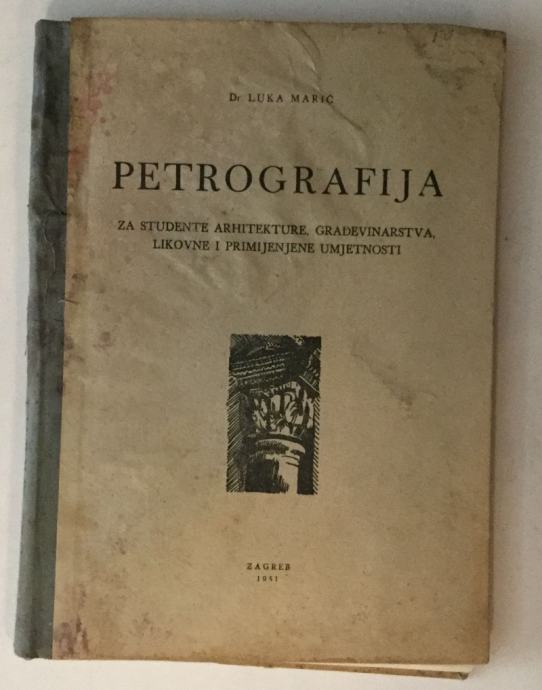 Dr LUKA MARIĆ
PETROGRAFIJA
ZA STUDENTE ARHITEKTURE, GRAĐEVINARSTVA,
LIKOVNE I PRIMIJENJENE UMJETNOSTI
ZAGREB
1951